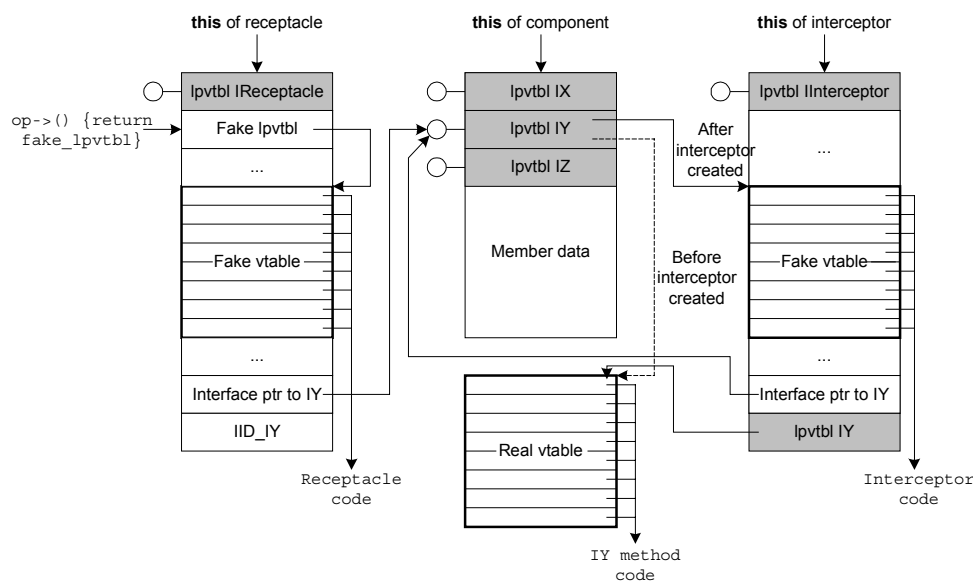 this of receptacle
this of component
this of interceptor
lpvtbl IReceptacle
lpvtbl IX
lpvtbl IInterceptor
op->() {return
fake_lpvtbl}
Fake lpvtbl
lpvtbl IY
After
interceptor
created
...
...
lpvtbl IZ
Fake vtable
Member data
Before
interceptor
created
Fake vtable
...
...
Interface ptr to IY
Interface ptr to IY
IID_IY
Real vtable
lpvtbl IY
Receptacle
code
Interceptor
code
IY method
code